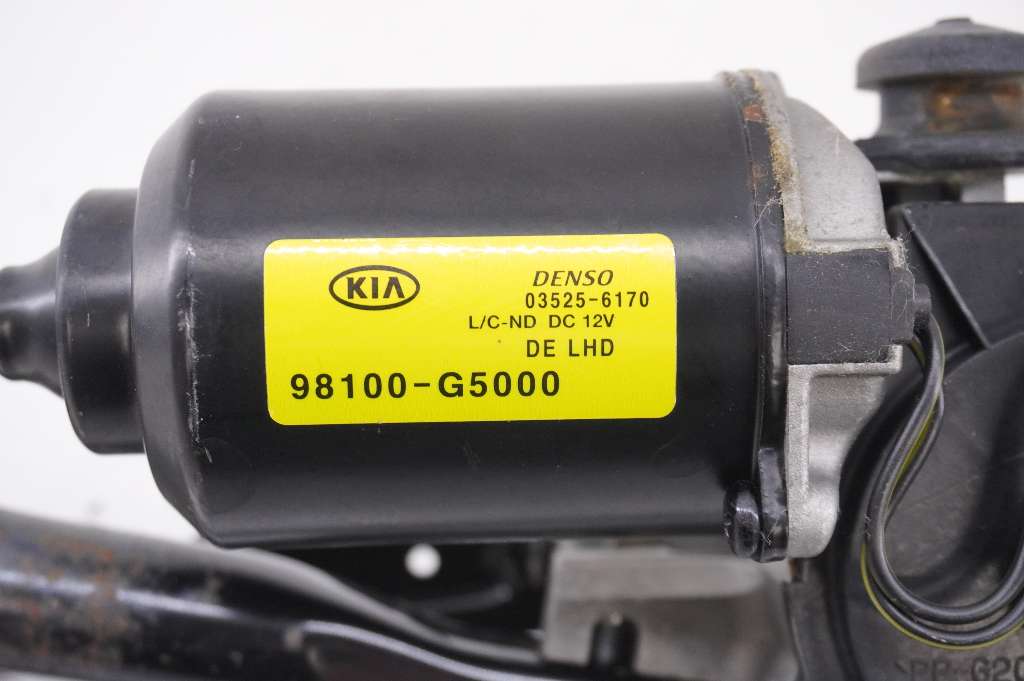 KIA
DENSO
03525-6170
L/C-ND DC 12V
DE LHD
98100-G5000